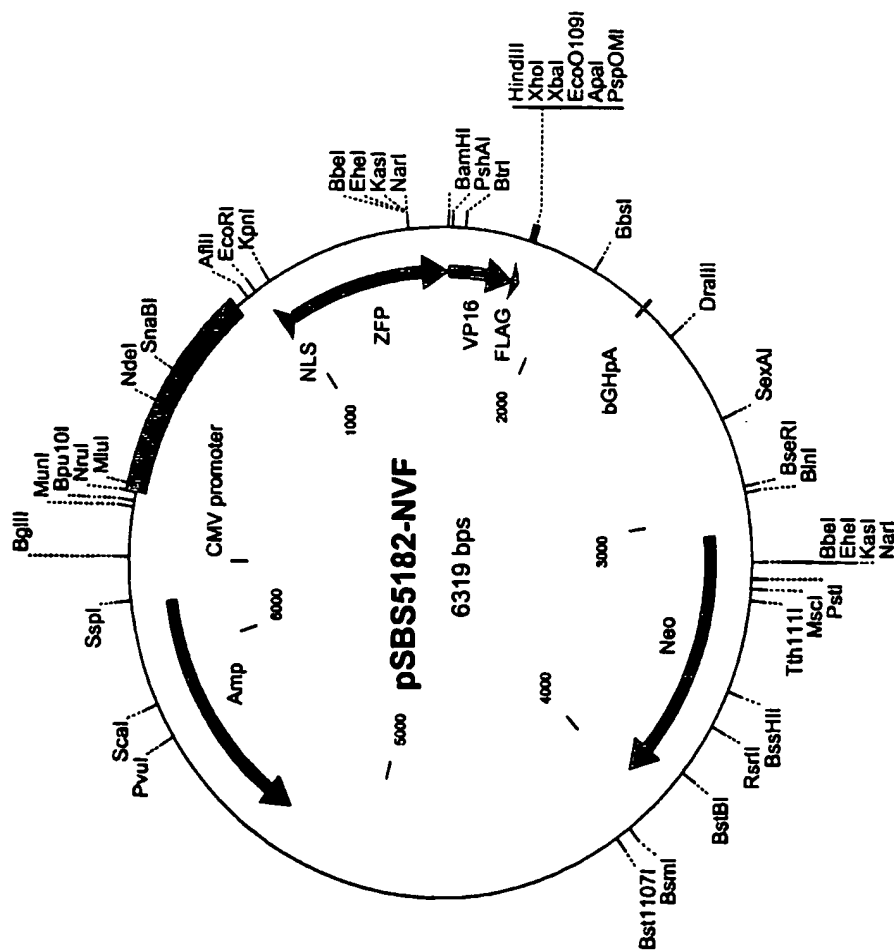 pSBS5182-NVF
6319 bps
BglII
MunI
Bpu10I
NruI
MluI
NdeI
SnaBI
AflII
EcoRI
KpnI
BbeI
EheI
KasI
NarI
BamHI
PshAI
BtrI
HindIII
XhoI
XbaI
EcoO109I
ApaI
PspOMI
BbsI
DraIII
SexAI
BseRI
BlnI
BbeI
EheI
KasI
NarI
PstI
MscI
Tth111I
BssHII
RsrII
BstBI
BsmI
Bst1107I
PvuI
ScaI
SspI
CMV promoter
NLS
ZFP
VP16
FLAG
bGHpA
Neo
Amp
1000
2000
3000
4000
5000
6000